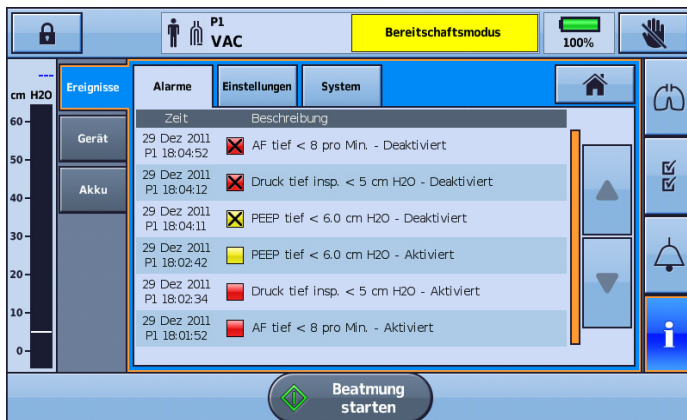 P1
VAC
Bereitschaftsmodus
100%
---
cm H2O
60
50
40
30
20
10
0
Ereignisse
Gerät
Akku
Alarme
Einstellungen
System
Zeit Beschreibung
29 Dez 2011
P1 18:04:52
AF tief < 8 pro Min. - Deaktiviert
29 Dez 2011
P1 18:04:12
Druck tief insp. < 5 cm H2O - Deaktiviert
29 Dez 2011
P1 18:04:11
PEEP tief < 6.0 cm H2O - Deaktiviert
29 Dez 2011
P1 18:02:42
PEEP tief < 6.0 cm H2O - Aktiviert
29 Dez 2011
P1 18:02:34
Druck tief insp. < 5 cm H2O - Aktiviert
29 Dez 2011
P1 18:01:52
AF tief < 8 pro Min. - Aktiviert
i
Beatmung
starten